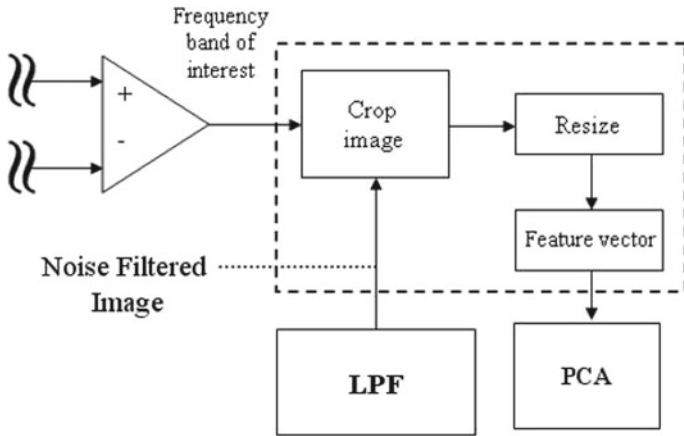 Frequency
band of
interest
+
-
Crop
image
Resize
Feature vector
Noise Filtered
Image
LPF
PCA